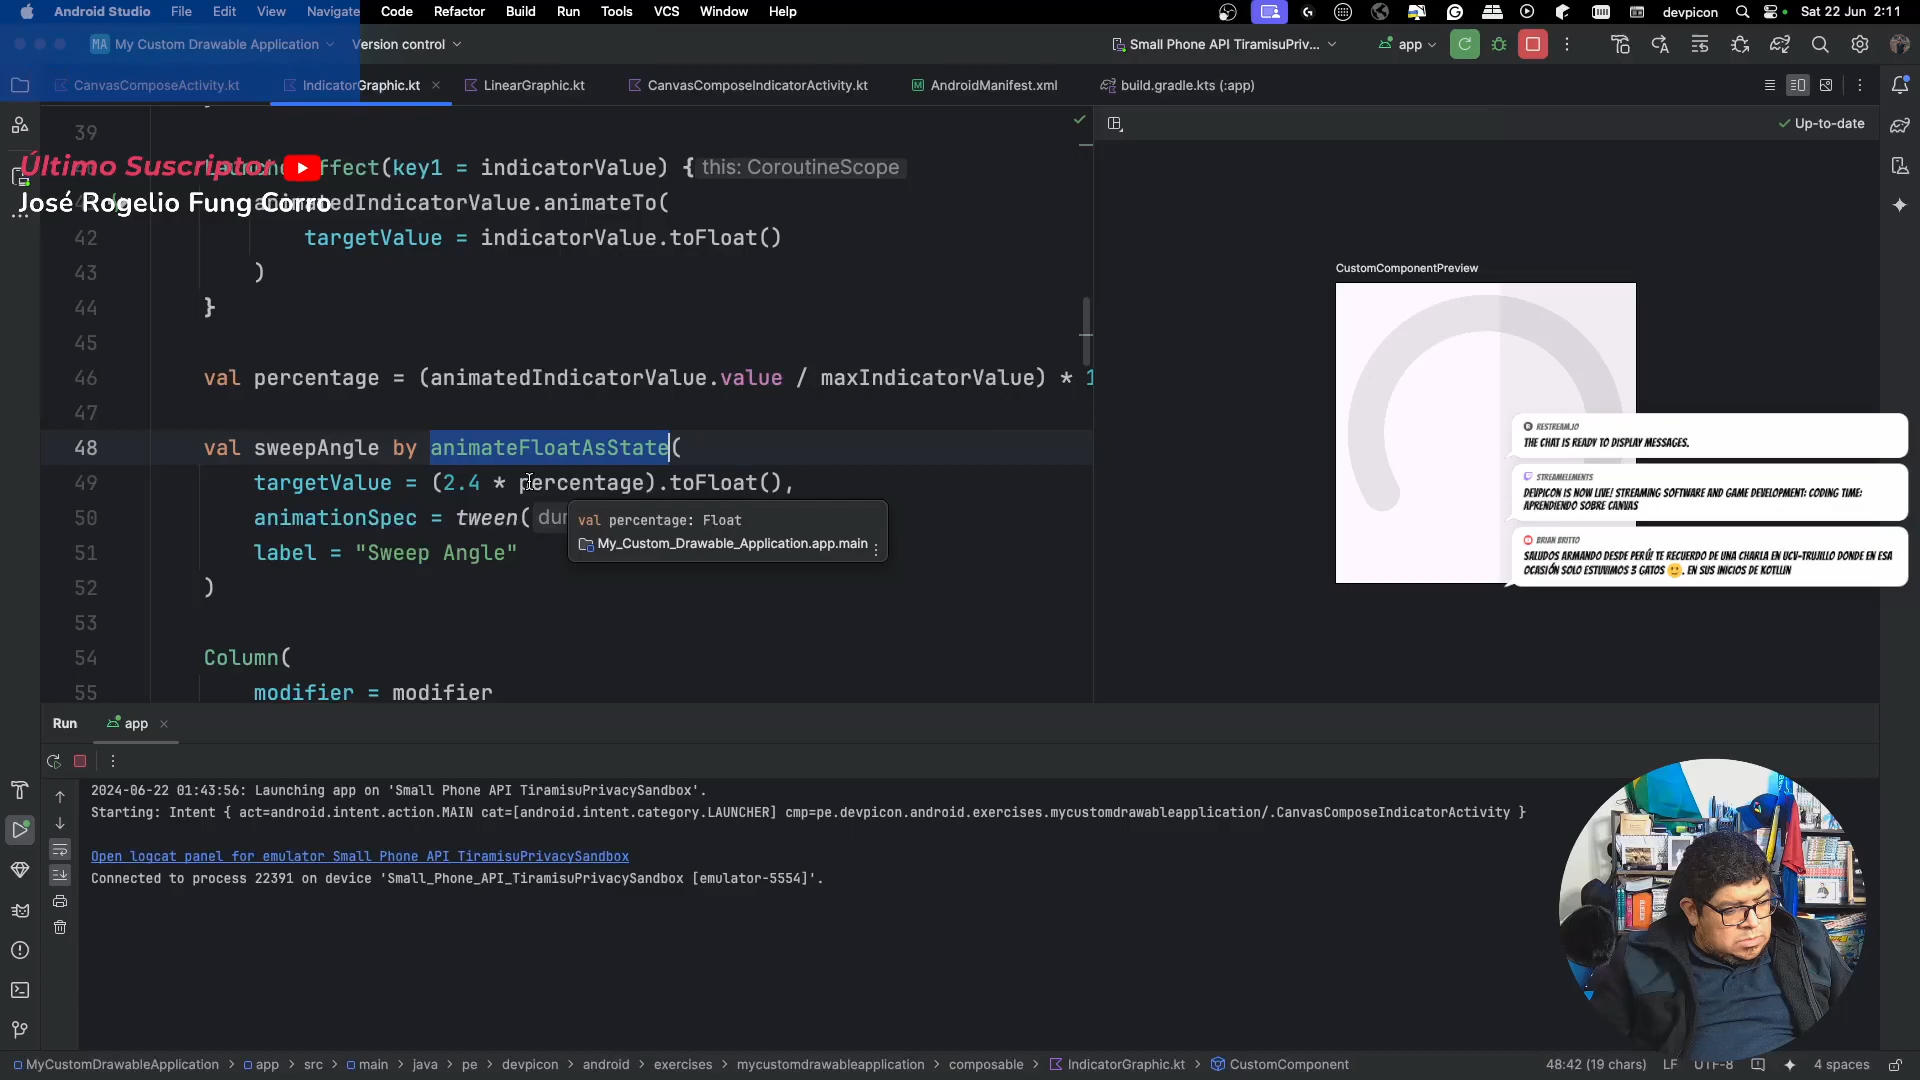 Android Studio File Edit View Navigate Code Refactor Build Run Tools VCS Window Help devpicon Sat 22 Jun 2:11
MA My Custom Drawable Application Version control Small Phone API TiramisuPriv... app
CanvasComposeActivity.kt IndicatorGraphic.kt LinearGraphic.kt CanvasComposeIndicatorActivity.kt AndroidManifest.xml build.gradle.kts (:app)
Up-to-date
39
Último Suscriptor
José Rogelio Fung Corro
Effect(key1 = indicatorValue) { this: CoroutineScope
edIndicatorValue.animateTo(
42 targetValue = indicatorValue.toFloat()
43 )
44 }
45
46 val percentage = (animatedIndicatorValue.value / maxIndicatorValue) * 1
47
48 val sweepAngle by animateFloatAsState(
49 targetValue = (2.4 * percentage).toFloat(),
50 animationSpec = tween( dur
51 label = "Sweep Angle"
52 )
53
54 Column(
55 modifier = modifier
val percentage: Float
My_Custom_Drawable_Application.app.main
CustomComponentPreview
RESTREAM.IO
THE CHAT IS READY TO DISPLAY MESSAGES.
STREAMELEMENTS
DEVPICON IS NOW LIVE! STREAMING SOFTWARE AND GAME DEVELOPMENT: CODING TIME:
APRENDIENDO SOBRE CANVAS
BRIAN BRITTO
SALUDOS ARMANDO DESDE PERÚ! TE RECUERDO DE UNA CHARLA EN UCV-TRUJILLO DONDE EN ESA
OCASIÓN SOLO ESTUVIMOS 3 GATOS 🙂. EN SUS INICIOS DE KOTLLIN
Run app
2024-06-22 01:43:56: Launching app on 'Small Phone API TiramisuPrivacySandbox'.
Starting: Intent { act=android.intent.action.MAIN cat=[android.intent.category.LAUNCHER] cmp=pe.devpicon.android.exercises.mycustomdrawableapplication/.CanvasComposeIndicatorActivity }
Open logcat panel for emulator Small Phone API TiramisuPrivacySandbox
Connected to process 22391 on device 'Small_Phone_API_TiramisuPrivacySandbox [emulator-5554]'.
MyCustomDrawableApplication > app > src > main > java > pe > devpicon > android > exercises > mycustomdrawableapplication > composable > IndicatorGraphic.kt > CustomComponent 48:42 (19 chars) LF UTF-8 4 spaces